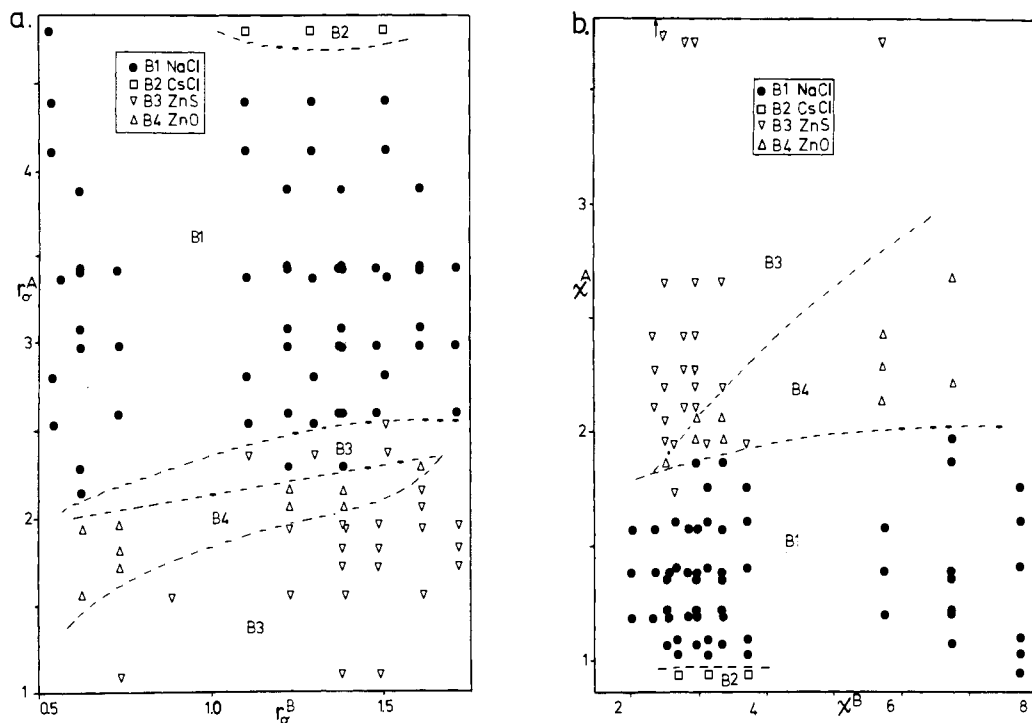 a.
B2
● B1 NaCl
□ B2 CsCl
▽ B3 ZnS
△ B4 ZnO
4
B1
r_σ^A
3
B3
2
B4
B3
1
0.5
1.0
r_σ^B
1.5
b.
● B1 NaCl
□ B2 CsCl
▽ B3 ZnS
△ B4 ZnO
3
B3
χ^A
B4
2
B1
1
B2
2
4
χ^B
6
8